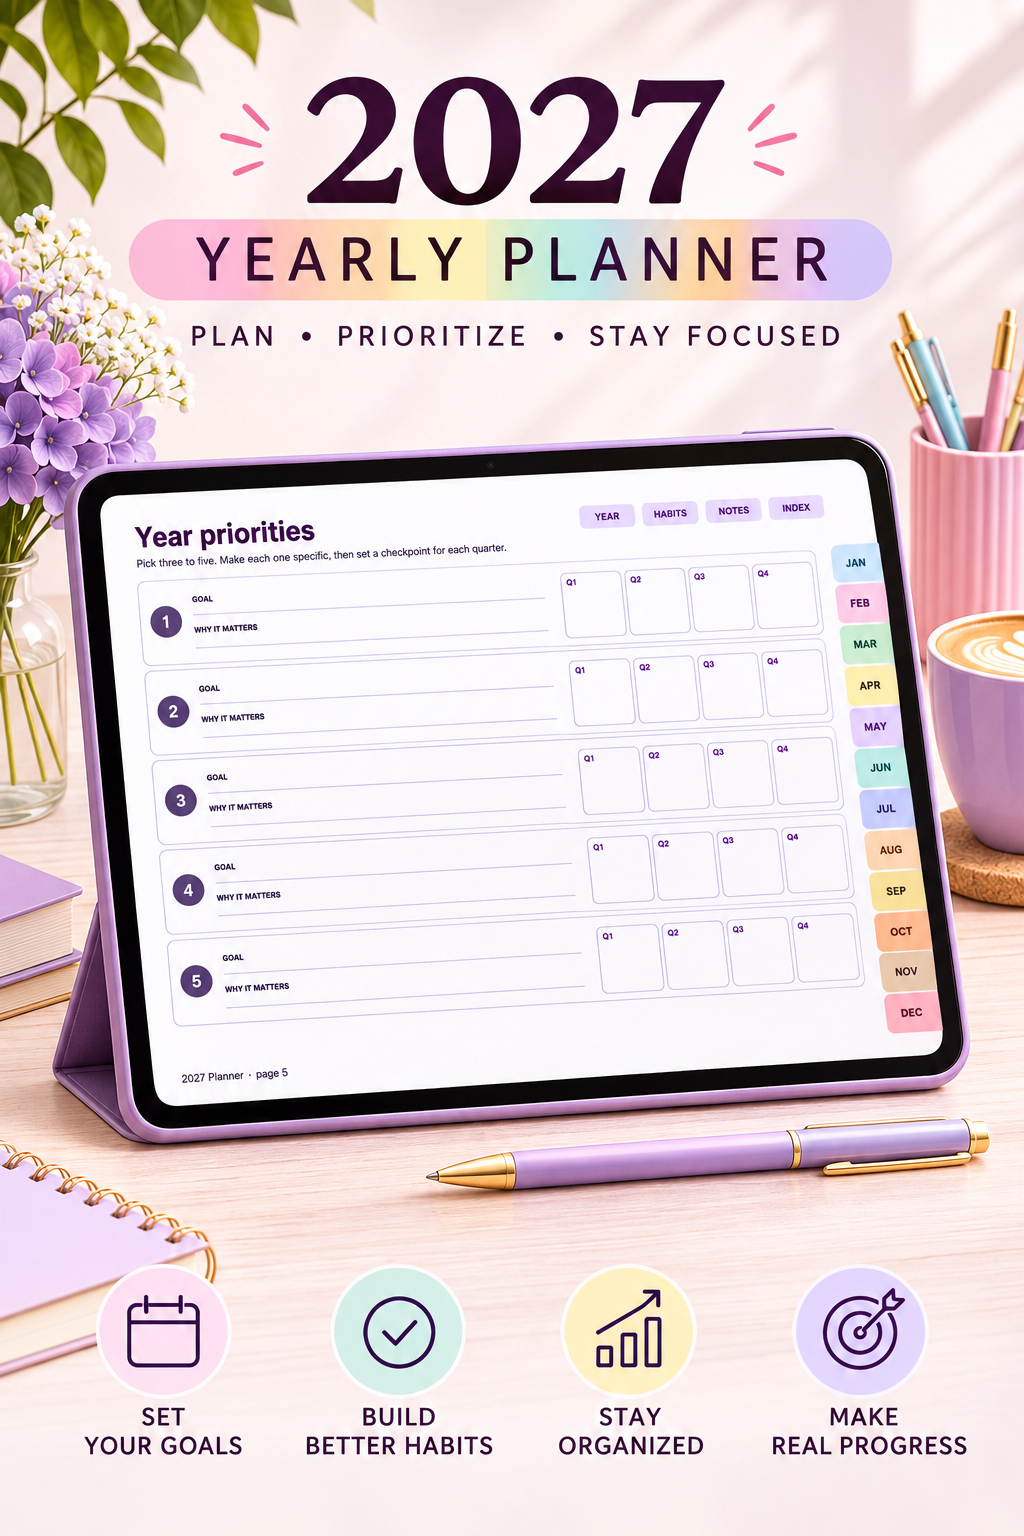 2027
YEARLY PLANNER
PLAN • PRIORITIZE • STAY FOCUSED
Year priorities
Pick three to five. Make each one specific, then set a checkpoint for each quarter.
YEAR HABITS NOTES INDEX
1
GOAL
WHY IT MATTERS
Q1 Q2 Q3 Q4
2
GOAL
WHY IT MATTERS
Q1 Q2 Q3 Q4
3
GOAL
WHY IT MATTERS
Q1 Q2 Q3 Q4
4
GOAL
WHY IT MATTERS
Q1 Q2 Q3 Q4
5
GOAL
WHY IT MATTERS
Q1 Q2 Q3 Q4
JAN
FEB
MAR
APR
MAY
JUN
JUL
AUG
SEP
OCT
NOV
DEC
2027 Planner · page 5
SET
YOUR GOALS
BUILD
BETTER HABITS
STAY
ORGANIZED
MAKE
REAL PROGRESS